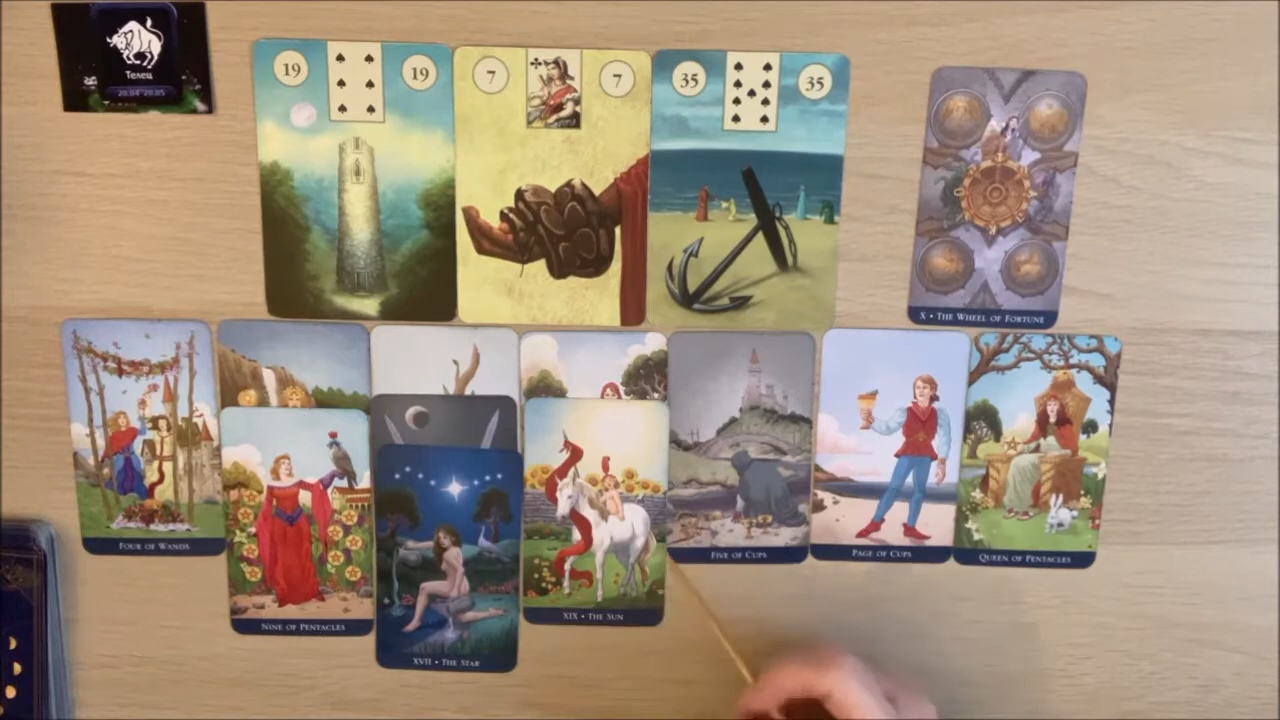 Телец
20.04-20.05
19
19
7
7
35
35
X • THE WHEEL OF FORTUNE
FOUR OF WANDS
FIVE OF CUPS
PAGE OF CUPS
QUEEN OF PENTACLES
NINE OF PENTACLES
XVII • THE STAR
XIX • THE SUN